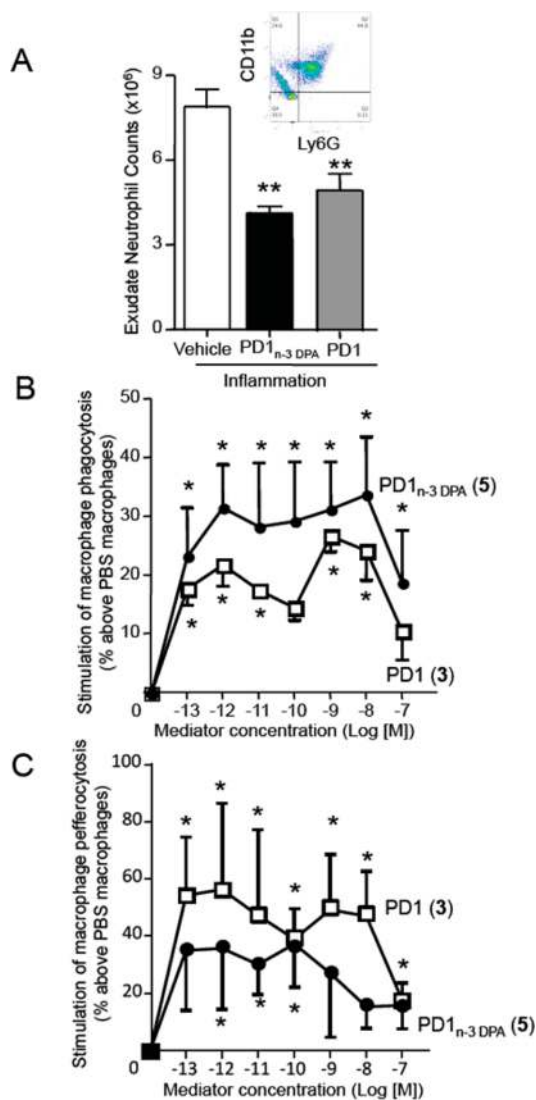 A
CD11b
Ly6G
Exudate Neutrophil Counts (x10⁶)
9
6
3
0
**
**
Vehicle PD1n-3 DPA PD1
Inflammation
B
Stimulation of macrophage phagocytosis
(% above PBS macrophages)
50
40
30
20
10
0
* * * * * * *
PD1n-3 DPA (5)
* * * * *
PD1 (3)
-13 -12 -11 -10 -9 -8 -7
Mediator concentration (Log [M])
C
Stimulation of macrophage pefferocytosis
(% above PBS macrophages)
100
80
60
40
20
0
* * * * * * *
PD1 (3)
* * *
PD1n-3 DPA (5)
-13 -12 -11 -10 -9 -8 -7
Mediator concentration (Log [M])